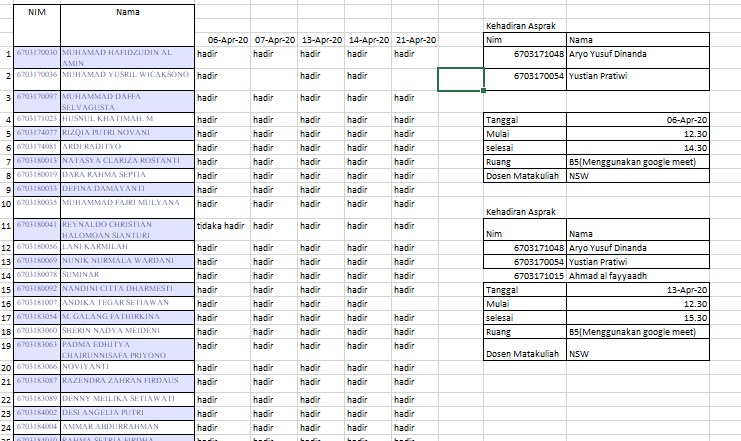 NIM Nama
06-Apr-20 07-Apr-20 13-Apr-20 14-Apr-20 21-Apr-20
1 6703170030 MUHAMAD HAFIDZUDIN AL AMIN hadir hadir hadir hadir hadir
2 6703170036 MUHAMAD YUSRIL WICAKSONO hadir hadir hadir
3 6703170097 MUHAMMAD DAFFA SELVAGUSTA hadir hadir hadir hadir hadir
4 6703171023 HUSNUL KHATIMAH. M hadir hadir hadir hadir hadir
5 6703174077 RIZQIA PUTRI NOVANI hadir hadir hadir hadir hadir
6 6703174081 ARDI RADITYO hadir hadir hadir hadir hadir
7 6703180013 NATASYA CLARIZA ROSTANTI hadir hadir hadir hadir hadir
8 6703180019 DARA RAHMA SEPTIA hadir hadir hadir hadir hadir
9 6703180033 DEFINA DAMAYANTI hadir hadir hadir hadir hadir
10 6703180035 MUHAMMAD FAJRI MULYANA hadir hadir hadir hadir hadir
11 6703180041 REYNALDO CHRISTIAN HALOMOAN SIANTURI tidaka hadir hadir hadir hadir hadir
12 6703180056 LANI KARMILAH hadir hadir hadir hadir hadir
13 6703180069 NUNIK NURMALA WARDANI hadir hadir hadir hadir hadir
14 6703180078 SUMINAR hadir hadir hadir hadir hadir
15 6703180092 NANDINI CITTA DHARMESTI hadir hadir hadir hadir hadir
16 6703181007 ANDIKA TEGAR SETIAWAN hadir hadir hadir hadir
17 6703183054 M. GALANG FATHIRKINA hadir hadir hadir hadir hadir
18 6703183060 SHERIN NADYA MEIDENI hadir hadir hadir hadir hadir
19 6703183063 PADMA EDHITYA CHAIRUNNISAFA PRIYONO hadir hadir hadir hadir hadir
20 6703183066 NOVIYANTI hadir hadir hadir hadir
21 6703183087 RAZENDRA ZAHRAN FIRDAUS hadir hadir hadir hadir hadir
22 6703183089 DENNY MEILIKA SETIAWATI hadir hadir hadir hadir hadir
23 6703184002 DESI ANGELIA PUTRI hadir hadir hadir hadir hadir
24 6703184004 AMMAR ABDURRAHMAN hadir hadir hadir hadir hadir
Kehadiran Asprak
Nim Nama
6703171048 Aryo Yusuf Dinanda
6703170054 Yustian Pratiwi
Tanggal 06-Apr-20
Mulai 12.30
selesai 14.30
Ruang B5(Menggunakan google meet)
Dosen Matakuliah NSW
Kehadiran Asprak
Nim Nama
6703171048 Aryo Yusuf Dinanda
6703170054 Yustian Pratiwi
6703171015 Ahmad al fayyaadh
Tanggal 13-Apr-20
Mulai 12.30
selesai 15.30
Ruang B5(Menggunakan google meet)
Dosen Matakuliah NSW